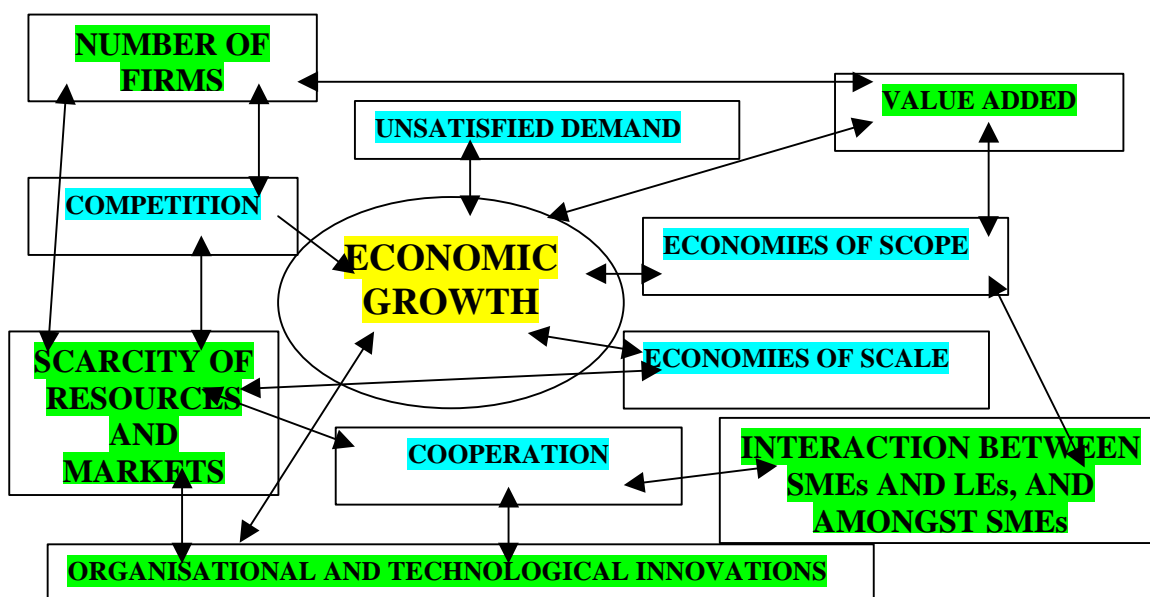 NUMBER OF
FIRMS
VALUE ADDED
UNSATISFIED DEMAND
COMPETITION
ECONOMIES OF SCOPE
ECONOMIC
GROWTH
ECONOMIES OF SCALE
SCARCITY OF
RESOURCES
AND
MARKETS
COOPERATION
INTERACTION BETWEEN
SMEs AND LEs, AND
AMONGST SMEs
ORGANISATIONAL AND TECHNOLOGICAL INNOVATIONS